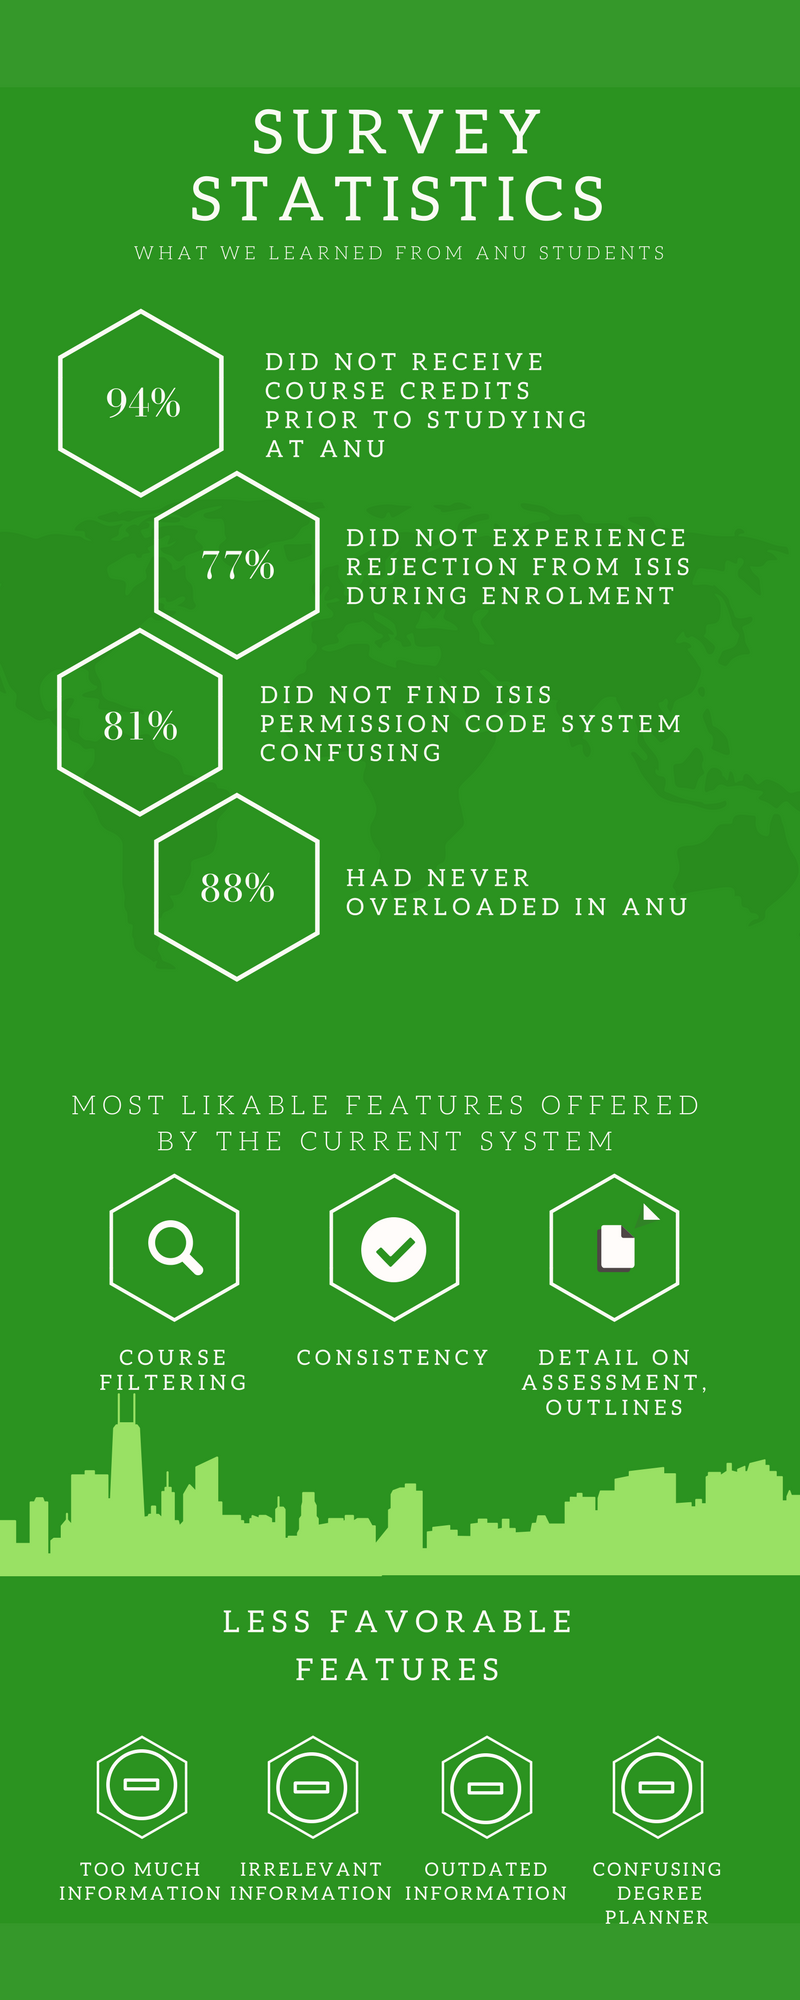 SURVEY
STATISTICS
WHAT WE LEARNED FROM ANU STUDENTS
94%
DID NOT RECEIVE
COURSE CREDITS
PRIOR TO STUDYING
AT ANU
77%
DID NOT EXPERIENCE
REJECTION FROM ISIS
DURING ENROLMENT
81%
DID NOT FIND ISIS
PERMISSION CODE SYSTEM
CONFUSING
88%
HAD NEVER
OVERLOADED IN ANU
MOST LIKABLE FEATURES OFFERED
BY THE CURRENT SYSTEM
COURSE
FILTERING
CONSISTENCY
DETAIL ON
ASSESSMENT,
OUTLINES
LESS FAVORABLE
FEATURES
TOO MUCH
INFORMATION
IRRELEVANT
INFORMATION
OUTDATED
INFORMATION
CONFUSING
DEGREE
PLANNER